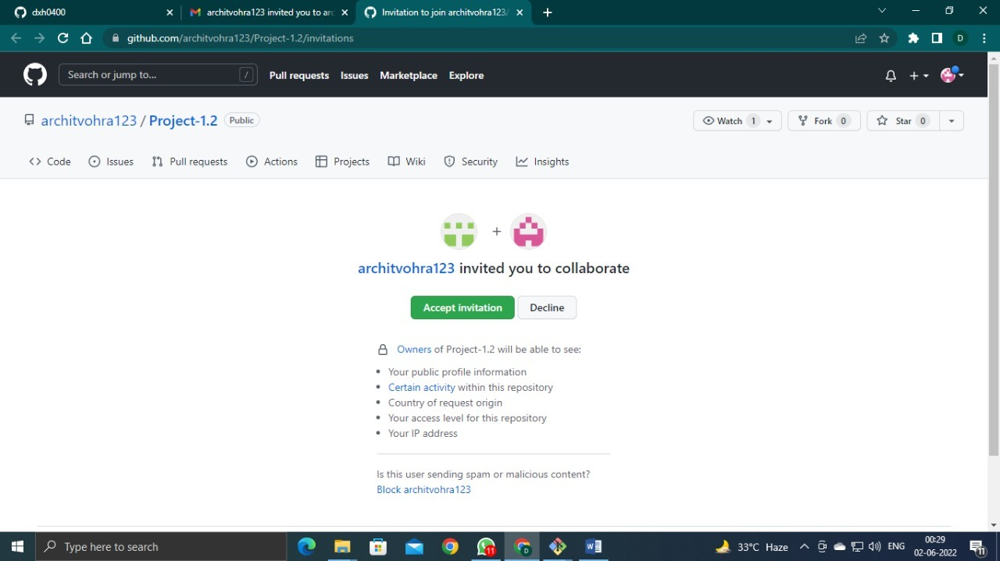 dxh0400
architvohra123 invited you to arc
Invitation to join architvohra123/
github.com/architvohra123/Project-1.2/invitations
D
Search or jump to...
/
Pull requests
Issues
Marketplace
Explore
architvohra123 / Project-1.2
Public
Watch 1
Fork 0
Star 0
Code
Issues
Pull requests
Actions
Projects
Wiki
Security
Insights
+
architvohra123 invited you to collaborate
Accept invitation
Decline
Owners of Project-1.2 will be able to see:
• Your public profile information
• Certain activity within this repository
• Country of request origin
• Your access level for this repository
• Your IP address
Is this user sending spam or malicious content?
Block architvohra123
Type here to search
11
D
W
33°C Haze
ENG
00:29
02-06-2022
11